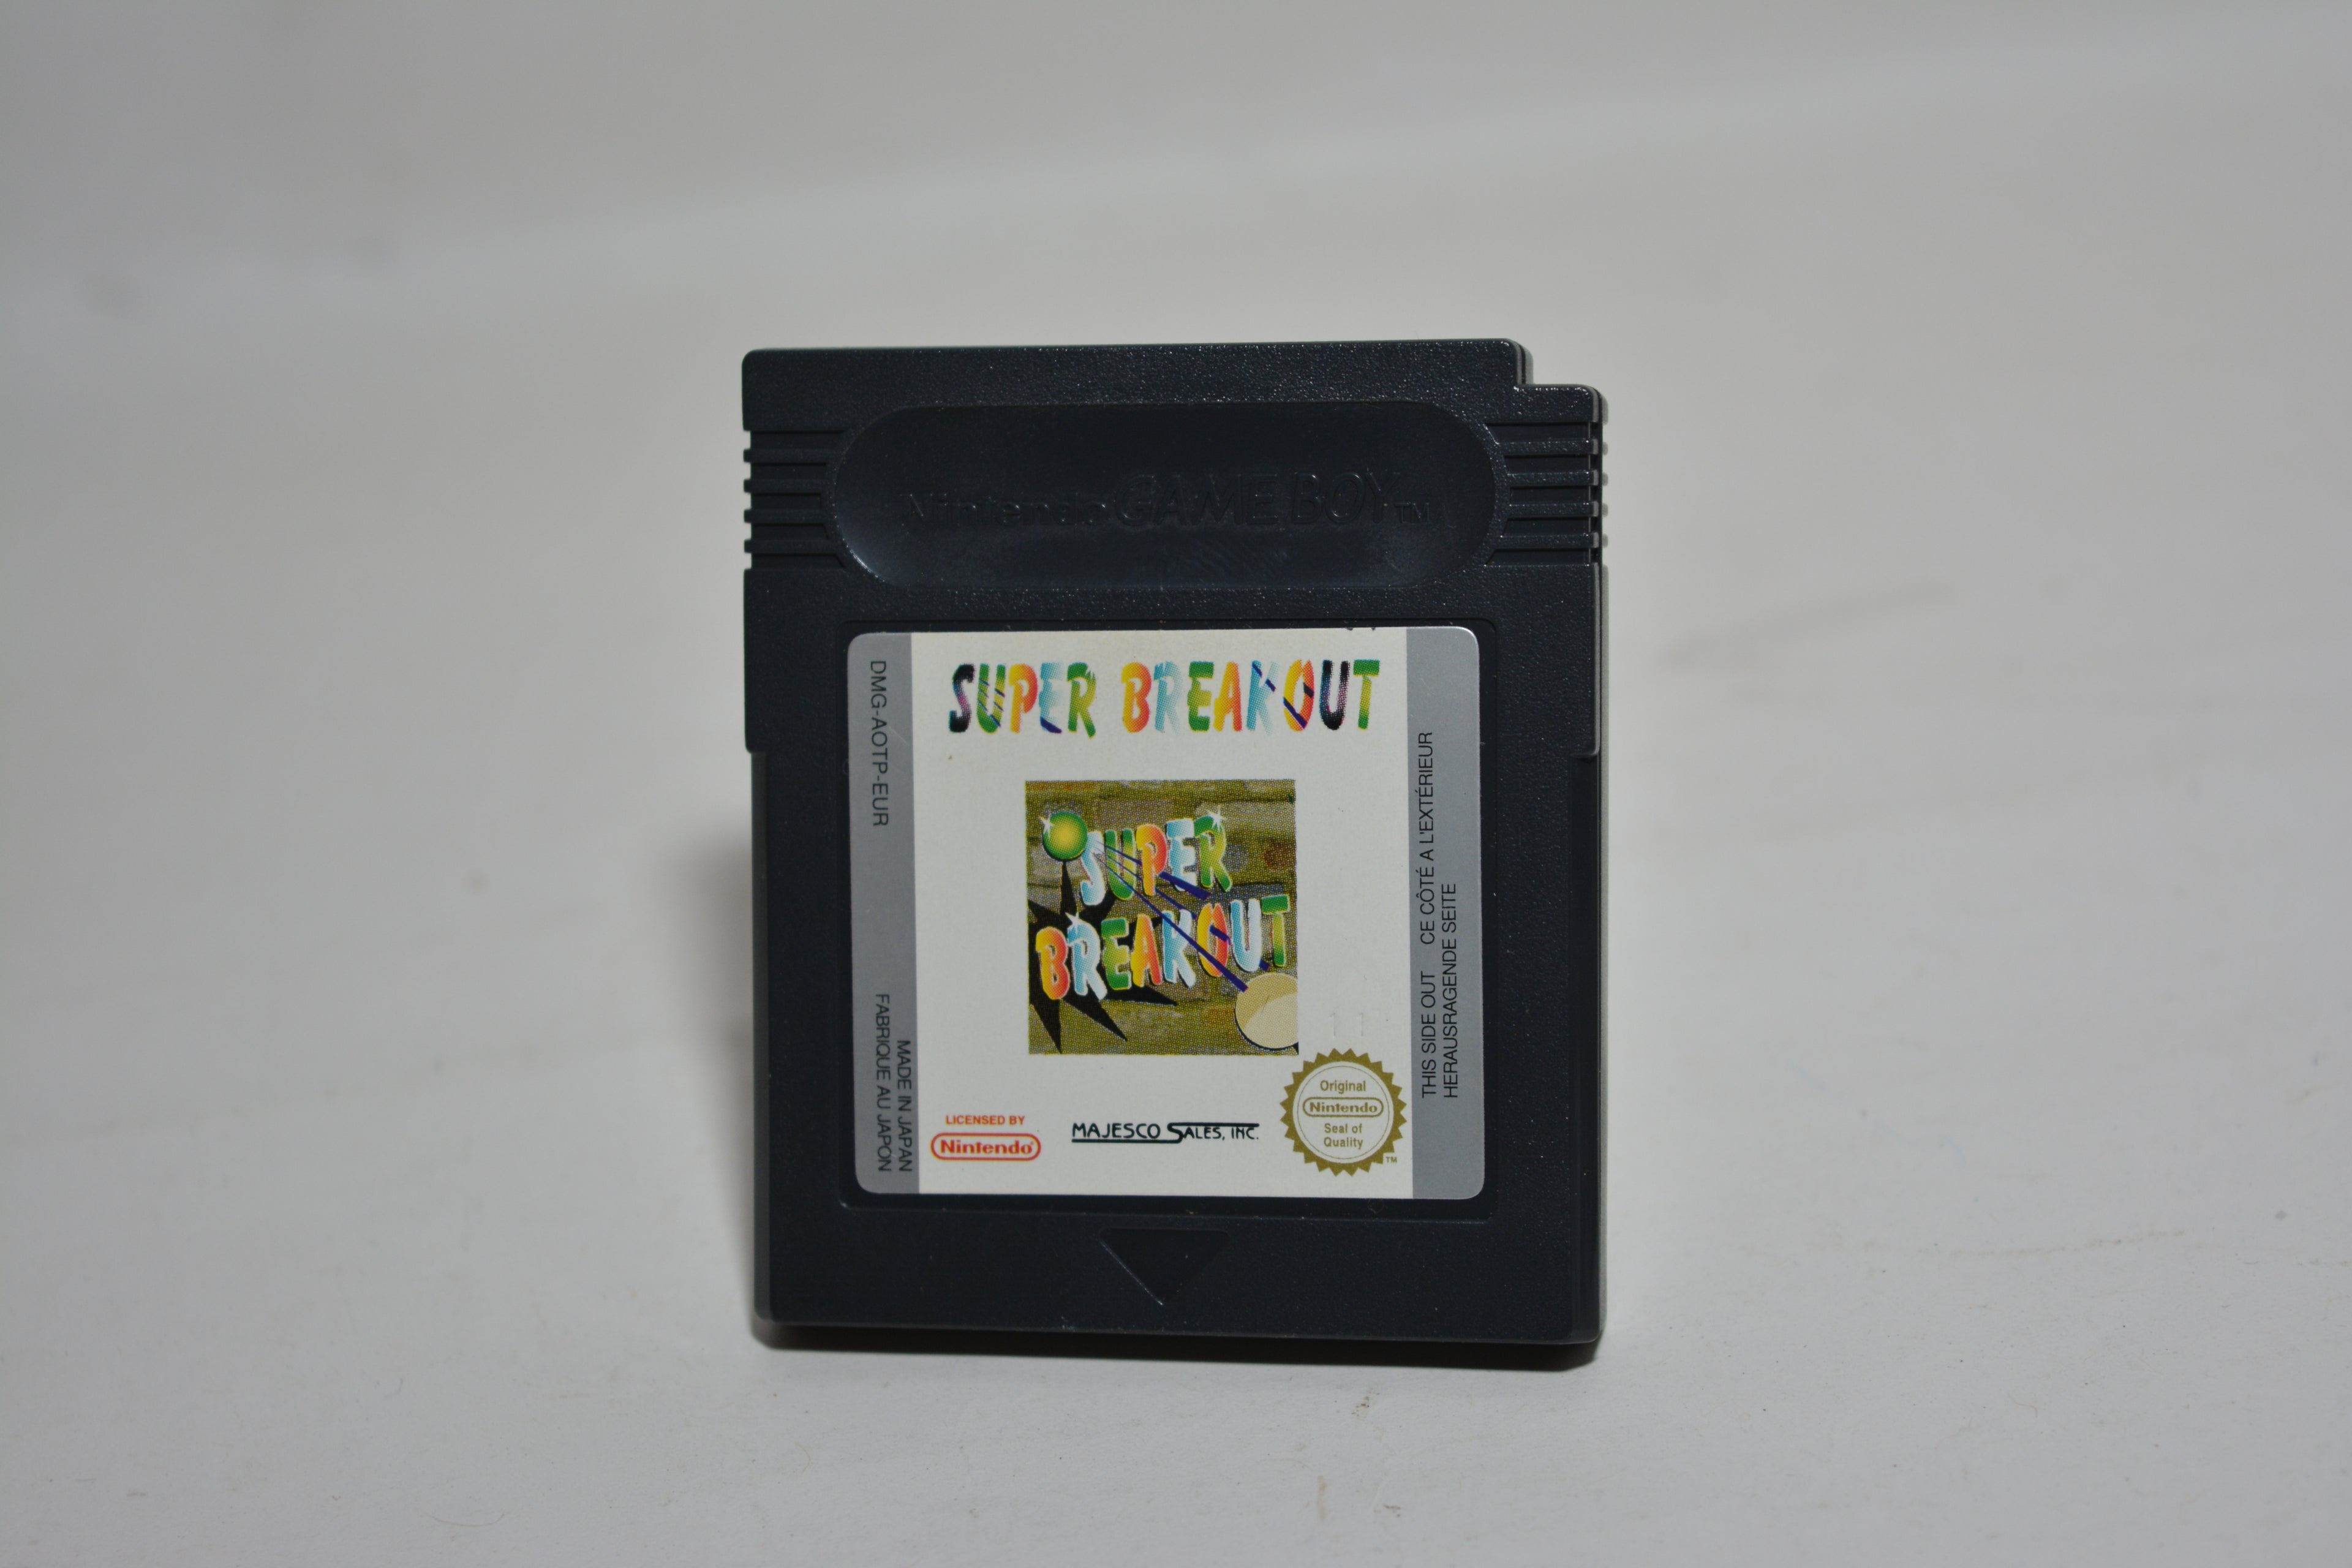 Nintendo GAME BOY TM
SUPER BREAKOUT
SUPER
BREAKOUT
DMG-AOTP-EUR
MADE IN JAPAN
FABRIQUE AU JAPON
THIS SIDE OUT CE CÔTÉ A L'EXTÉRIEUR
HERAUSRAGENDE SEITE
11
LICENSED BY
Nintendo
MAJESCO SALES, INC.
Original
Nintendo
Seal of
Quality
TM